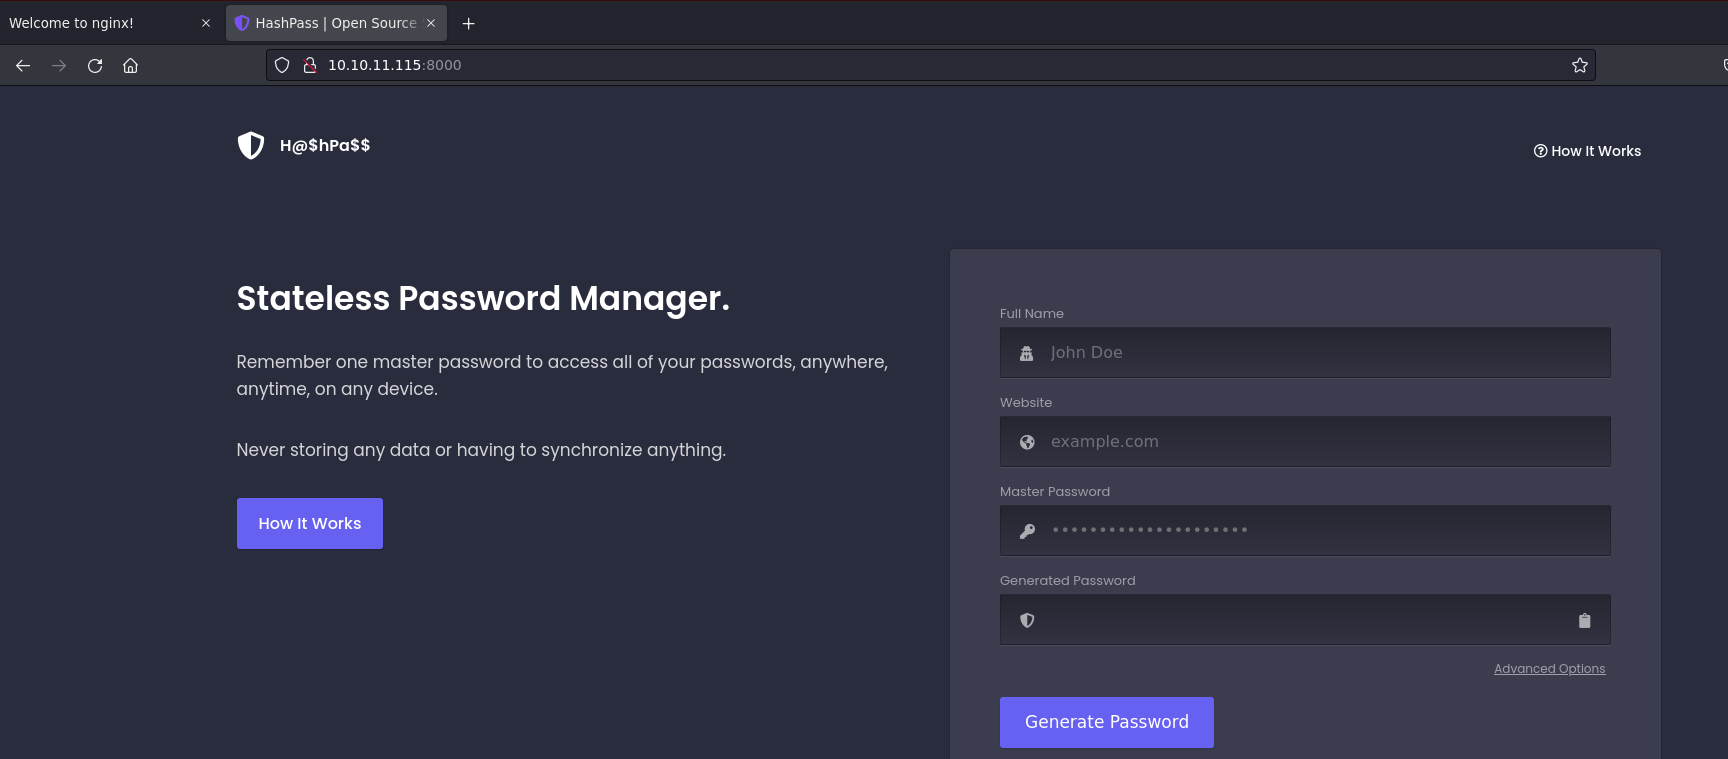 Welcome to nginx!
HashPass | Open Source
10.10.11.115:8000
H@$hPa$$
How It Works
Stateless Password Manager.
Remember one master password to access all of your passwords, anywhere,
anytime, on any device.
Never storing any data or having to synchronize anything.
How It Works
Full Name
John Doe
Website
example.com
Master Password
••••••••••••••••••••••
Generated Password
Advanced Options
Generate Password